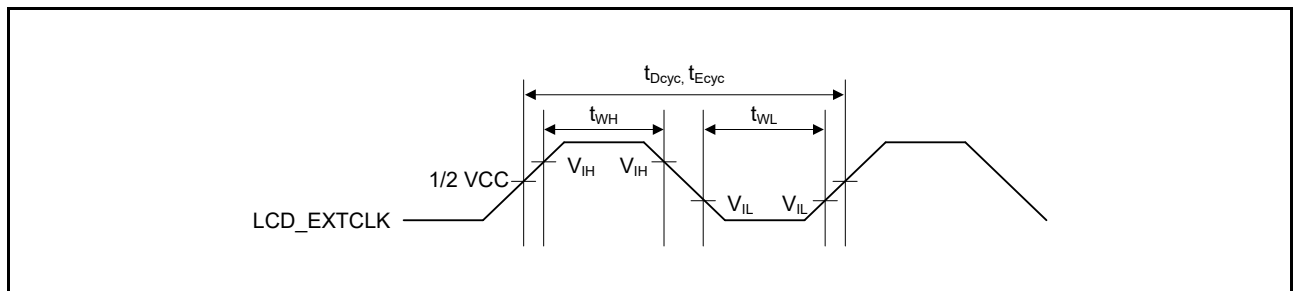 tDcyc, tEcyc
tWH
tWL
VIH
VIH
1/2 VCC
VIL
VIL
LCD_EXTCLK